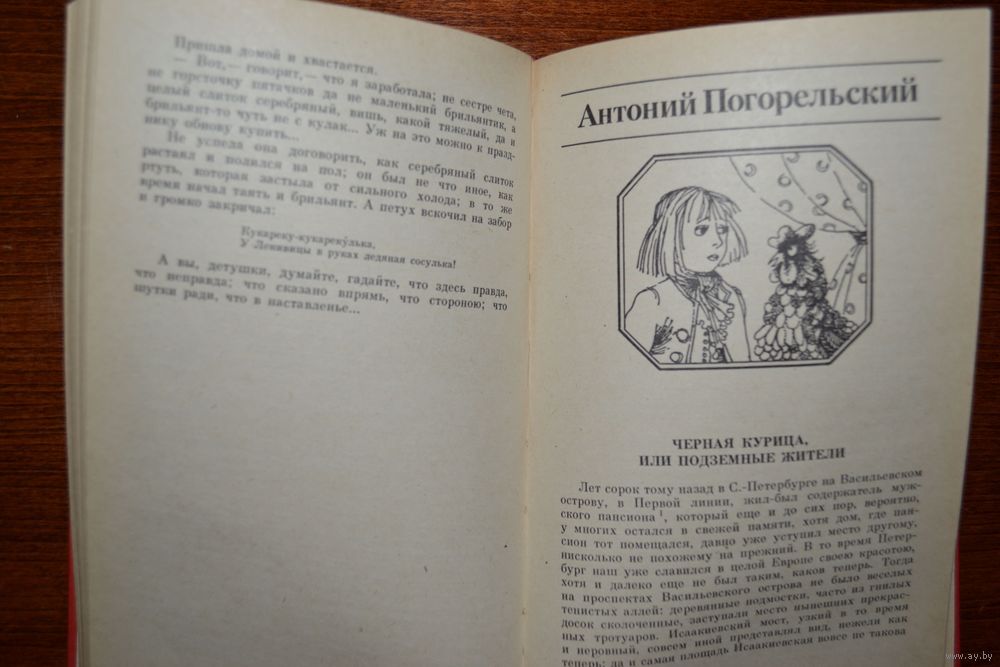 Пришла домой и хвастается.
— Вот,— говорит,— что я заработала; не сестре чета,
не горсточку пятачков да не маленький брильянтик, а
целый слиток серебряный, вишь, какой тяжелый, да и
брильянт-то чуть не с кулак... Уж на это можно к празд-
нику обнову купить...
Не успела она договорить, как серебряный слиток
растаял и полился на пол; он был не что иное, как
ртуть, которая застыла от сильного холода; в то же
время начал таять и брильянт. А петух вскочил на забор
и громко закричал:
Кукареку-кукареку́лька,
У Ленивицы в руках ледяная сосулька!
А вы, детушки, думайте, гадайте, что здесь правда,
что неправда; что сказано впрямь, что стороною; что
шутки ради, что в наставленье...
Антоний Погорельский
ЧЕРНАЯ КУРИЦА,
ИЛИ ПОДЗЕМНЫЕ ЖИТЕЛИ
Лет сорок тому назад в С.-Петербурге на Васильевском
острову, в Первой линии, жил-был содержатель муж-
ского пансиона¹, который еще и до сих пор, вероятно,
у многих остался в свежей памяти, хотя дом, где пан-
сион тот помещался, давно уже уступил место другому,
нисколько не похожему на прежний. В то время Петер-
бург наш уже славился в целой Европе своею красотою,
хотя и далеко еще не был таким, каков теперь. Тогда
на проспектах Васильевского острова не было веселых
тенистых аллей: деревянные подмостки, часто из гнилых
досок сколоченные, заступали место нынешних прекрас-
ных тротуаров. Исаакиевский мост, узкий в то время
и неровный, совсем иной представлял вид, нежели как
теперь; да и самая площадь Исаакиевская вовсе не такова
www.ay.by